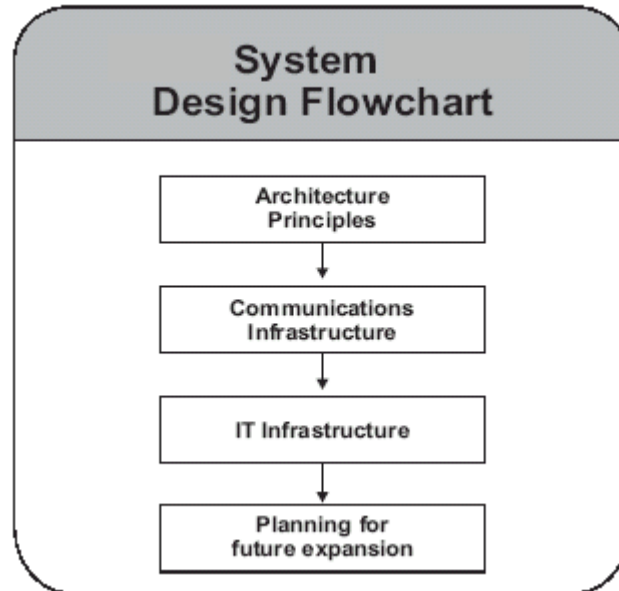 System
Design Flowchart
Architecture
Principles
Communications
Infrastructure
IT Infrastructure
Planning for
future expansion